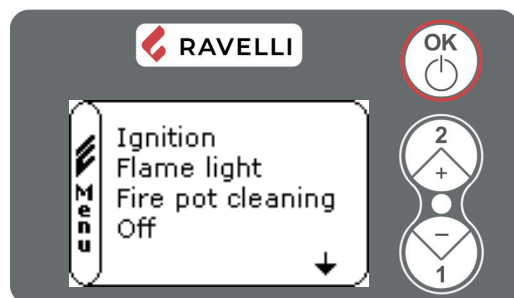 RAVELLI
OK
Menu
Ignition
Flame light
Fire pot cleaning
Off
2
+
−
1